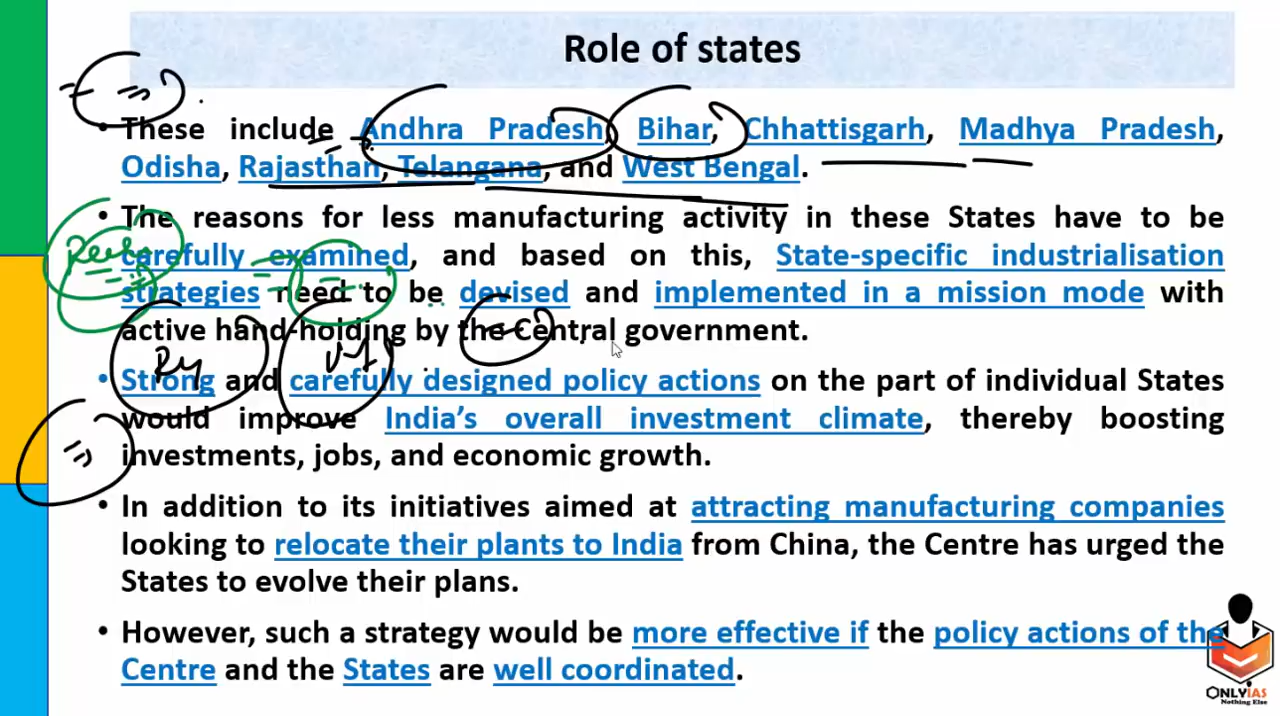 Role of states
• These include Andhra Pradesh, Bihar, Chhattisgarh, Madhya Pradesh,
Odisha, Rajasthan, Telangana, and West Bengal.
• The reasons for less manufacturing activity in these States have to be
carefully examined, and based on this, State-specific industrialisation
strategies need to be devised and implemented in a mission mode with
active hand-holding by the Central government.
• Strong and carefully designed policy actions on the part of individual States
would improve India's overall investment climate, thereby boosting
investments, jobs, and economic growth.
• In addition to its initiatives aimed at attracting manufacturing companies
looking to relocate their plants to India from China, the Centre has urged the
States to evolve their plans.
• However, such a strategy would be more effective if the policy actions of the
Centre and the States are well coordinated.
ONLYIAS
Nothing Else